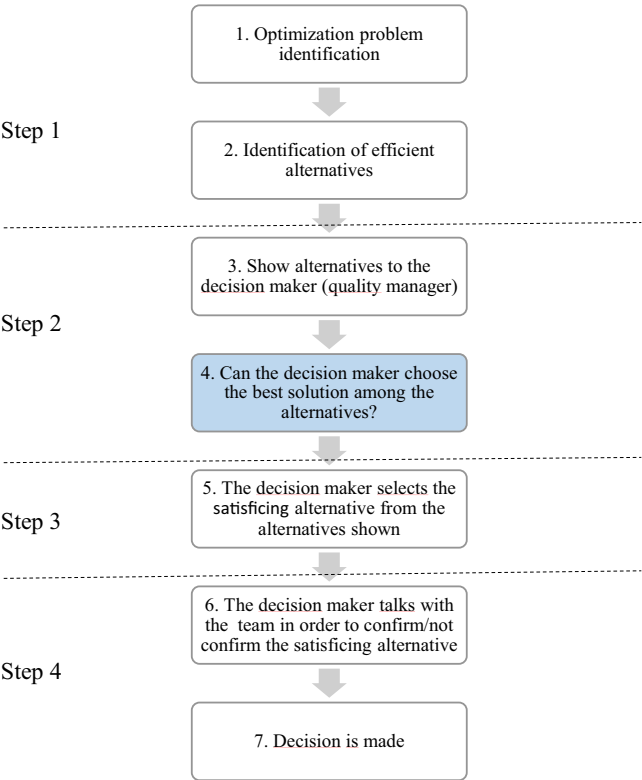 1. Optimization problem
identification
Step 1
2. Identification of efficient
alternatives
3. Show alternatives to the
decision maker (quality manager)
Step 2
4. Can the decision maker choose
the best solution among the
alternatives?
5. The decision maker selects the
satisficing alternative from the
alternatives shown
Step 3
6. The decision maker talks with
the team in order to confirm/not
confirm the satisficing alternative
Step 4
7. Decision is made